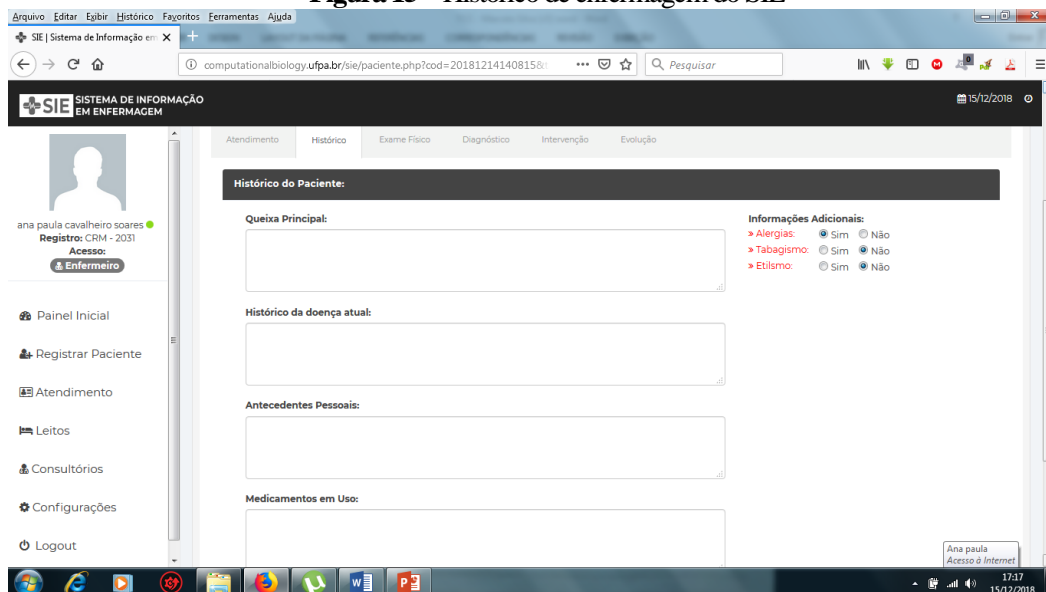 Figura 15 – Histórico de enfermagem do SIE
Arquivo Editar Exibir Histórico Favoritos Ferramentas Ajuda
SIE | Sistema de Informação em
computationalbiology.ufpa.br/sie/paciente.php?cod=20181214140815
Pesquisar
SIE SISTEMA DE INFORMAÇÃO
EM ENFERMAGEM
15/12/2018
Atendimento Histórico Exame Físico Diagnóstico Intervenção Evolução
Histórico do Paciente:
ana paula cavalheiro soares
Registro: CRM - 2031
Acesso:
Enfermeiro
Painel Inicial
Registrar Paciente
Atendimento
Leitos
Consultórios
Configurações
Logout
Queixa Principal:
Histórico da doença atual:
Antecedentes Pessoais:
Medicamentos em Uso:
Informações Adicionais:
» Alergias: Sim Não
» Tabagismo: Sim Não
» Etilsmo: Sim Não
Ana paula
Acesso à Internet
17:17
15/12/2018